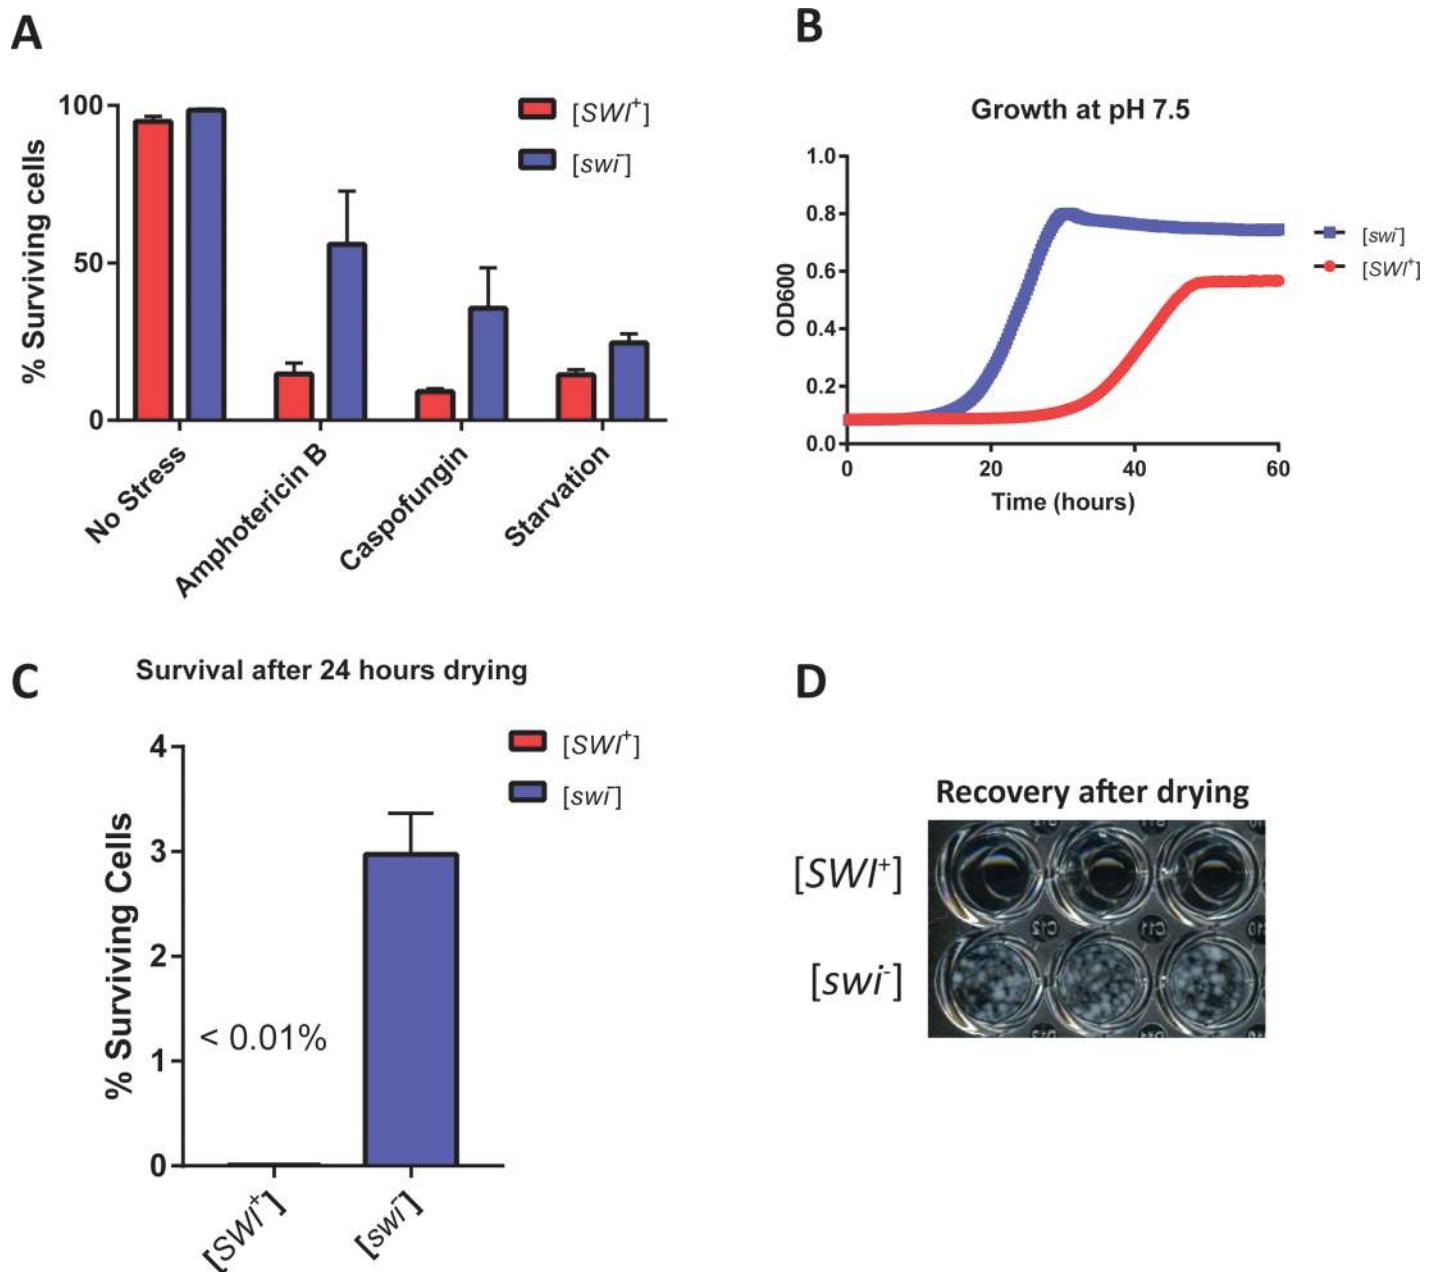 A
100
50
0
% Surviving cells
[SWI⁺]
[swi⁻]
No Stress
Amphotericin B
Caspofungin
Starvation
B
Growth at pH 7.5
1.0
0.8
0.6
0.4
0.2
0.0
OD600
0
20
40
60
Time (hours)
[swi⁻]
[SWI⁺]
C
Survival after 24 hours drying
4
3
2
1
0
% Surviving Cells
[SWI⁺]
[swi⁻]
< 0.01%
[SWI⁺]
[swi⁻]
D
Recovery after drying
[SWI⁺]
[swi⁻]
C12
C11